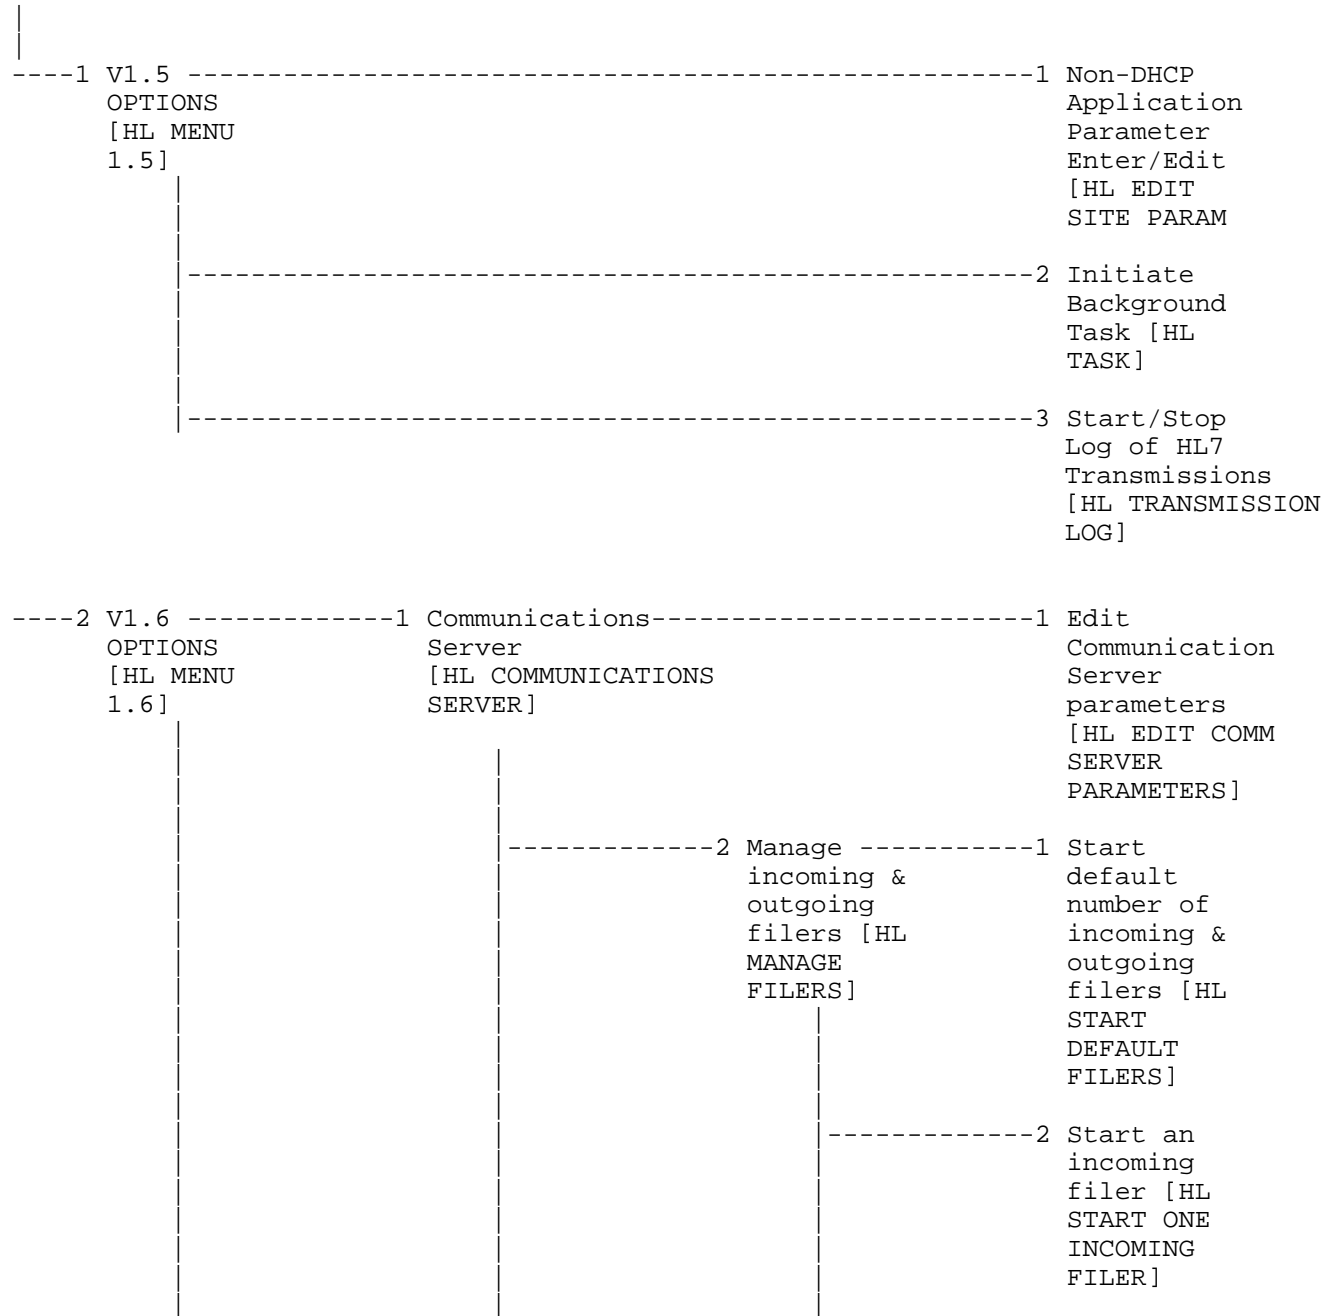 ----1 V1.5 -----------------------------------------------------1 Non-DHCP
OPTIONS Application
[HL MENU Parameter
1.5] Enter/Edit
[HL EDIT
SITE PARAM
|-----------------------------------------------------2 Initiate
Background
Task [HL
TASK]
|-----------------------------------------------------3 Start/Stop
Log of HL7
Transmissions
[HL TRANSMISSION
LOG]
----2 V1.6 -------------1 Communications------------------------1 Edit
OPTIONS Server Communication
[HL MENU [HL COMMUNICATIONS Server
1.6] SERVER] parameters
[HL EDIT COMM
SERVER
PARAMETERS]
|-------------2 Manage -----------1 Start
incoming & default
outgoing number of
filers [HL incoming &
MANAGE outgoing
FILERS] filers [HL
START
DEFAULT
FILERS]
|-------------2 Start an
incoming
filer [HL
START ONE
INCOMING
FILER]